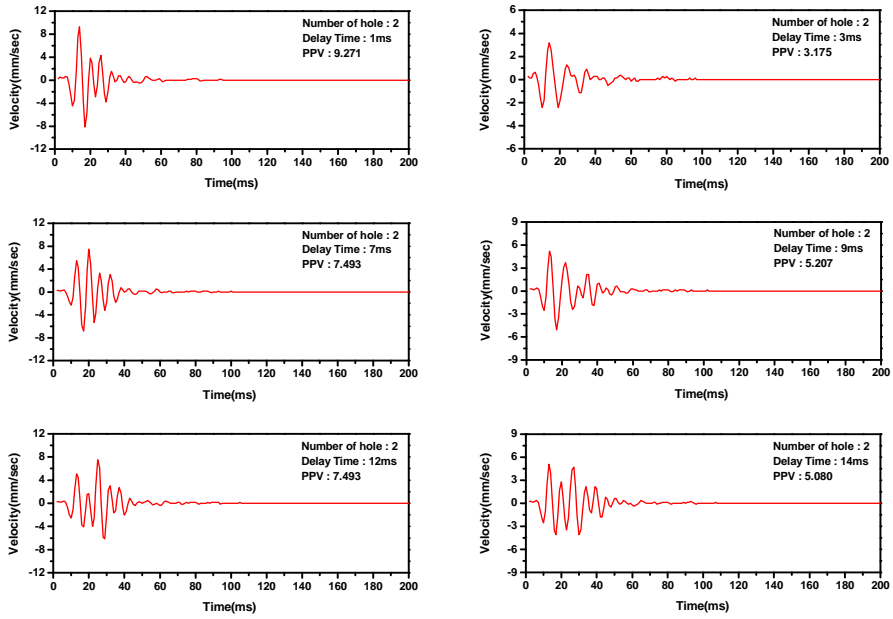 12
8
4
0
-4
-8
-12
Velocity(mm/sec)
Number of hole : 2
Delay Time : 1ms
PPV : 9.271
0 20 40 60 80 100 120 140 160 180 200
Time(ms)
6
4
2
0
-2
-4
-6
Velocity(mm/sec)
Number of hole : 2
Delay Time : 3ms
PPV : 3.175
0 20 40 60 80 100 120 140 160 180 200
Time(ms)
12
8
4
0
-4
-8
-12
Velocity(mm/sec)
Number of hole : 2
Delay Time : 7ms
PPV : 7.493
0 20 40 60 80 100 120 140 160 180 200
Time(ms)
9
6
3
0
-3
-6
-9
Velocity(mm/sec)
Number of hole : 2
Delay Time : 9ms
PPV : 5.207
0 20 40 60 80 100 120 140 160 180 200
Time(ms)
12
8
4
0
-4
-8
-12
Velocity(mm/sec)
Number of hole : 2
Delay Time : 12ms
PPV : 7.493
0 20 40 60 80 100 120 140 160 180 200
Time(ms)
9
6
3
0
-3
-6
-9
Velocity(mm/sec)
Number of hole : 2
Delay Time : 14ms
PPV : 5.080
0 20 40 60 80 100 120 140 160 180 200
Time(ms)